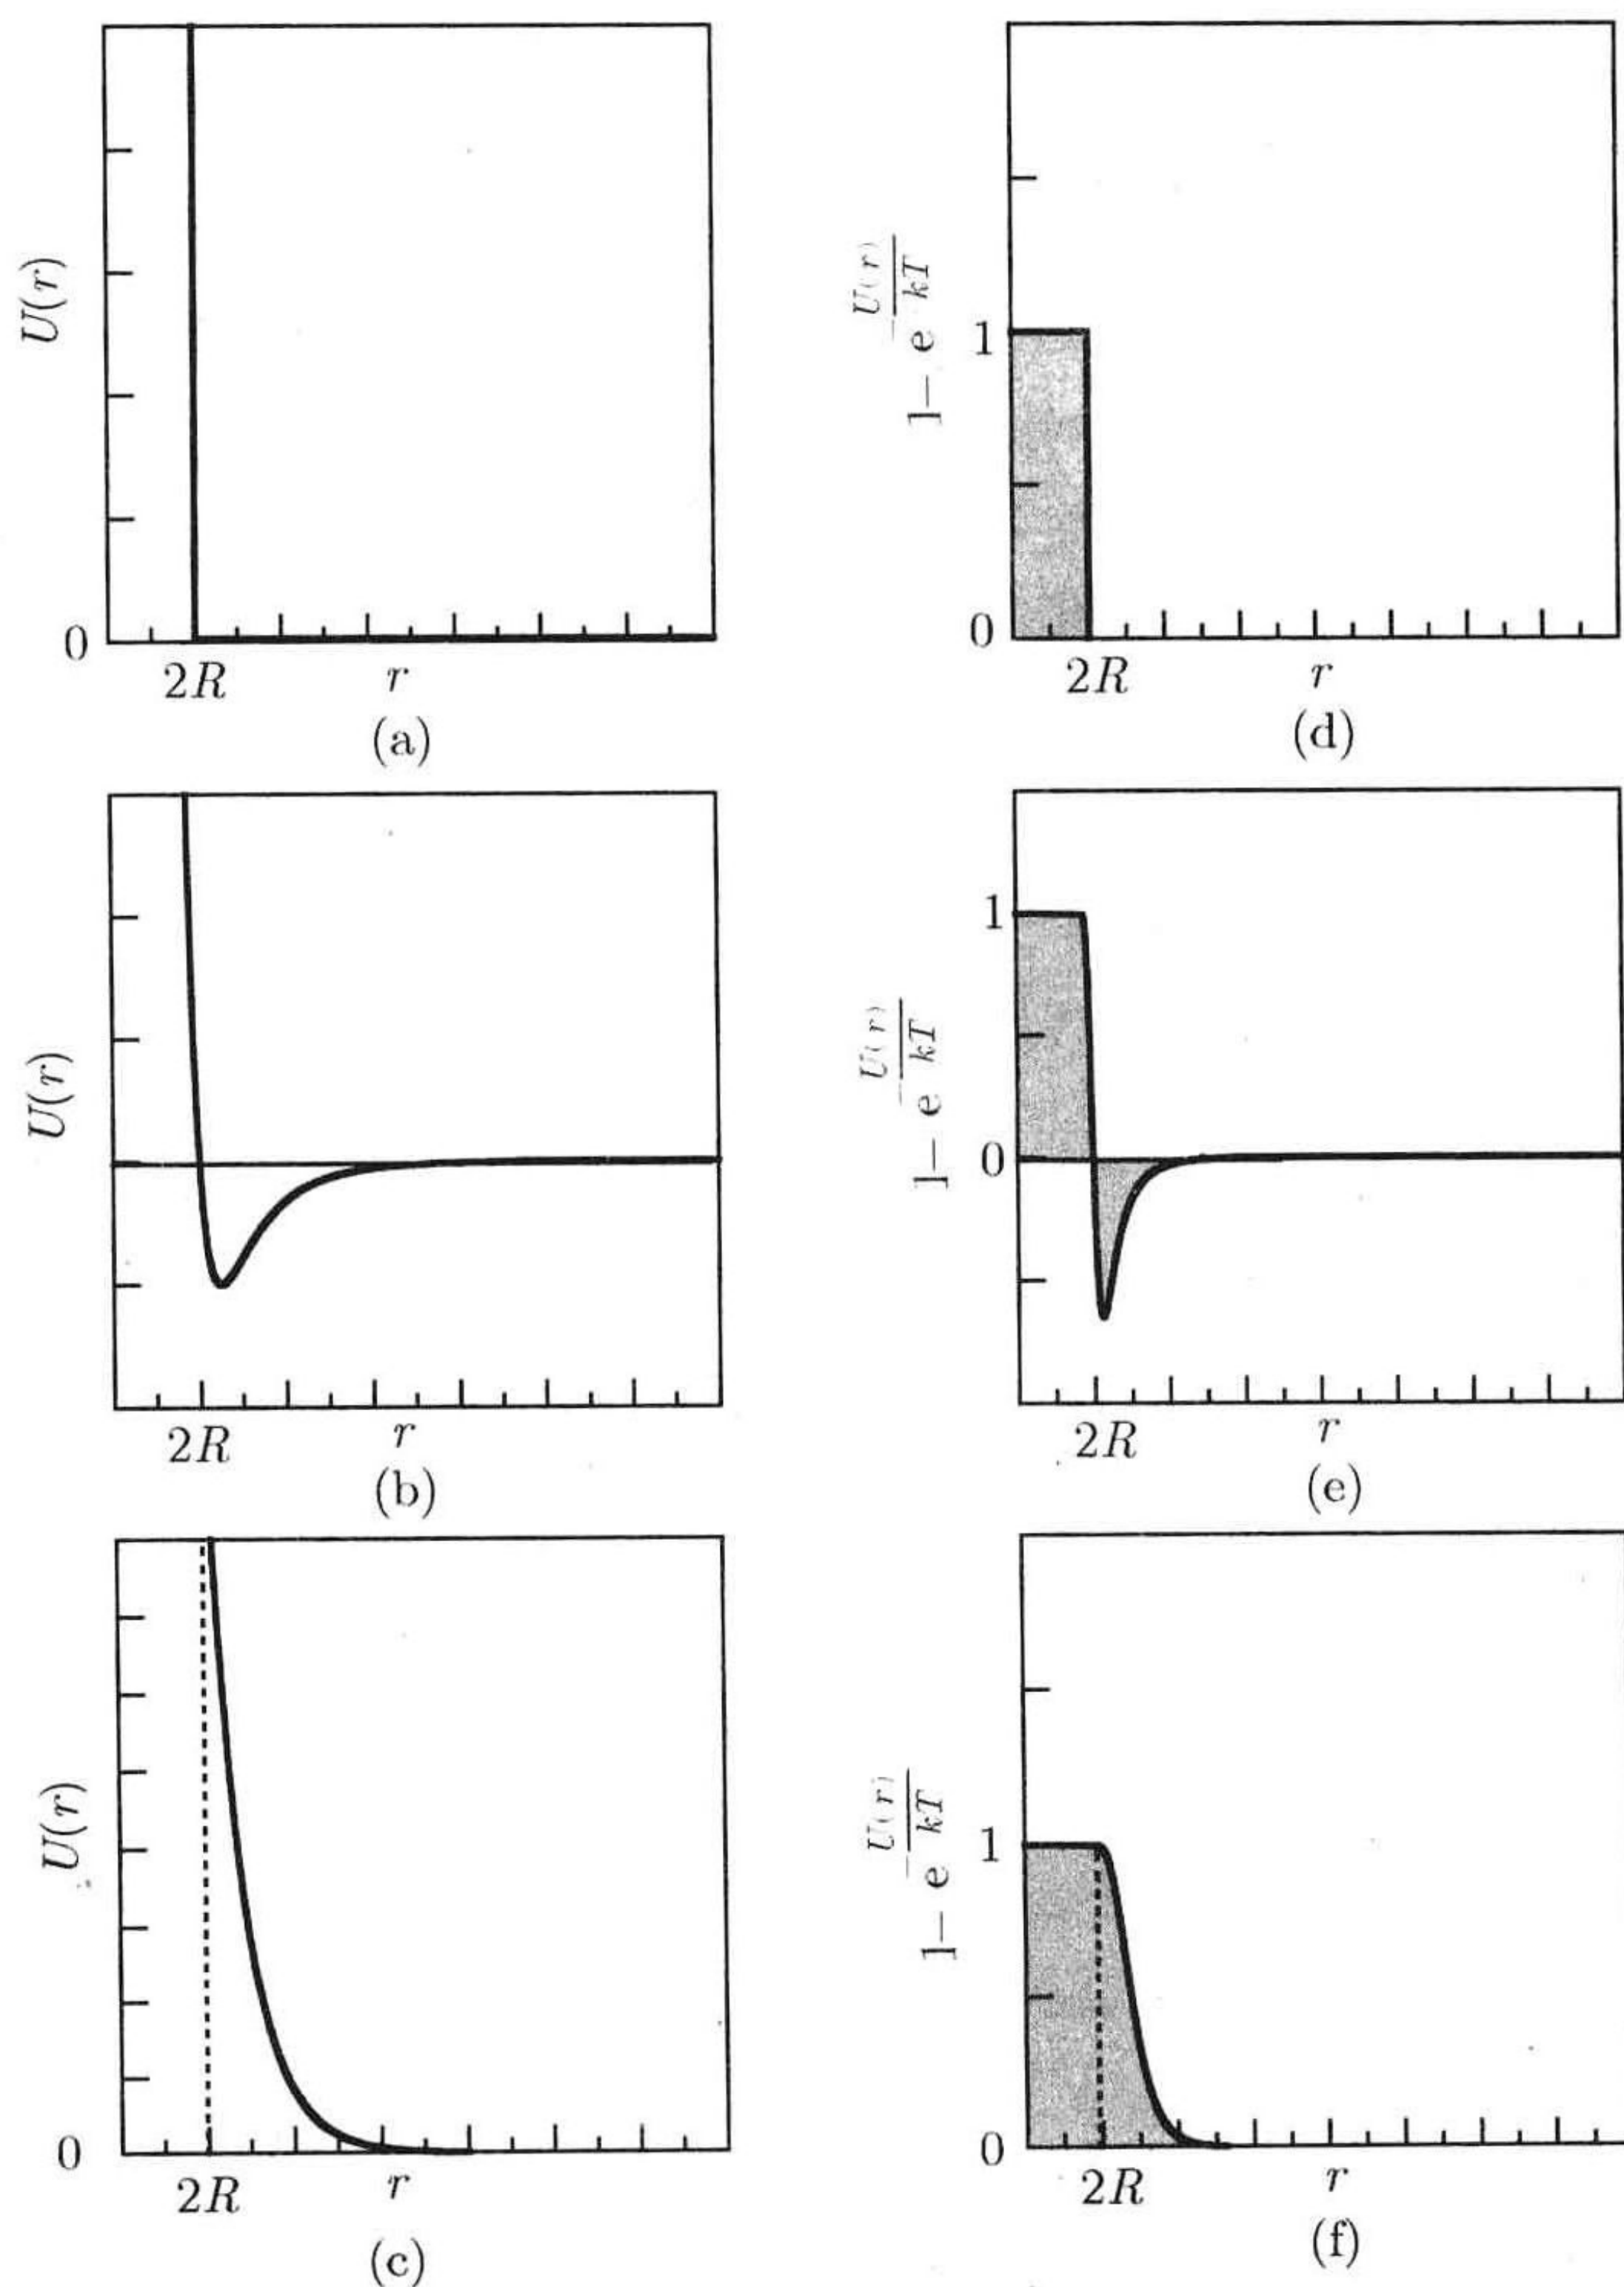 U(r)
0
2R
r
(a)
1− e −U(r)/kT
1
0
2R
r
(d)
U(r)
2R
r
(b)
1− e −U(r)/kT
1
0
2R
r
(e)
U(r)
0
2R
r
(c)
1− e −U(r)/kT
1
0
2R
r
(f)